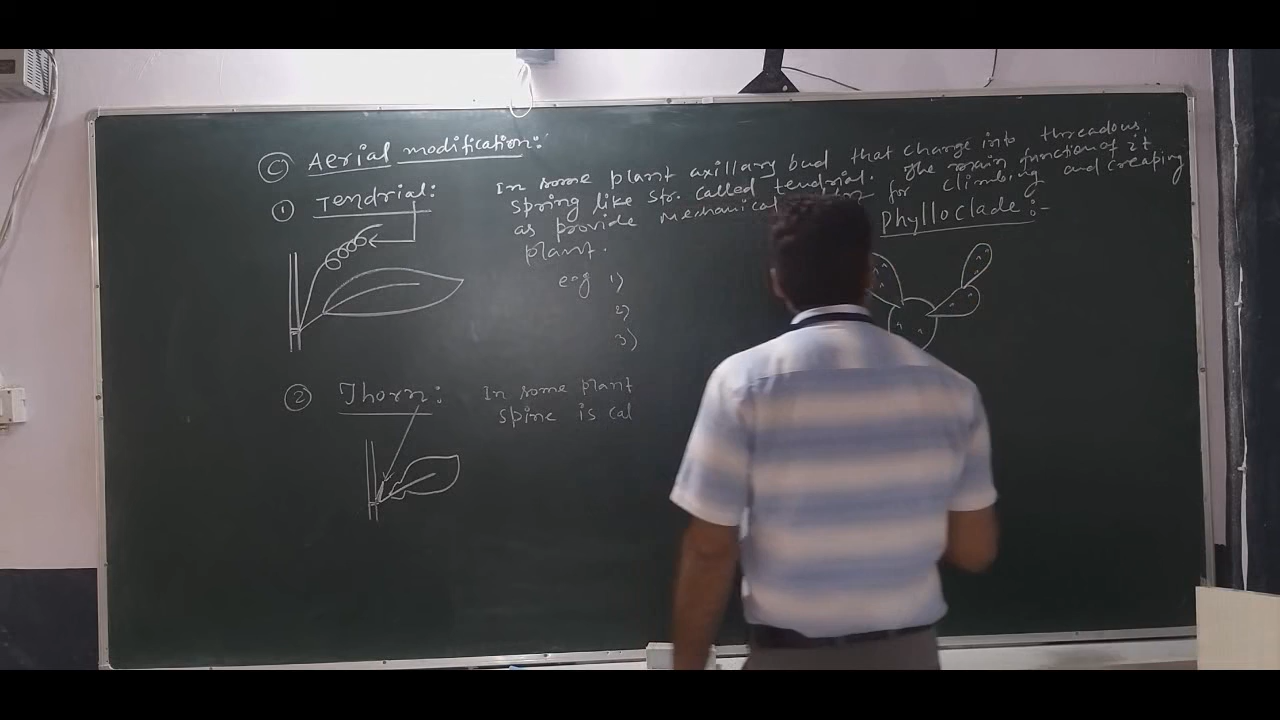 C Aerial modification:
1 Tendrial:
In some plant axillary bud that change into threadous,
spring like str. called tendrial. The main function of it
as provide mechanical for climbing and creaping
plant.
e.g 1)
2)
3)
Phylloclade:-
2 Thorn:
In some plant
spine is cal